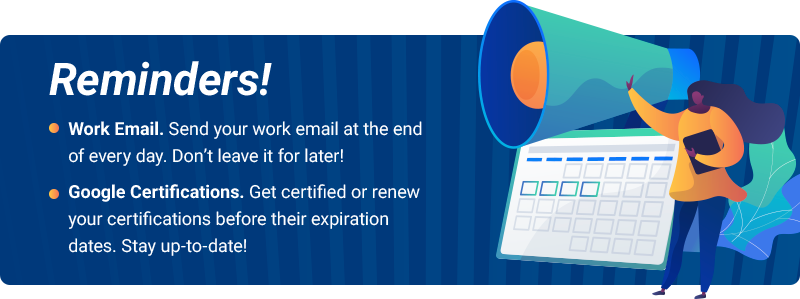 Reminders!
Work Email. Send your work email at the end
of every day. Don’t leave it for later!
Google Certifications. Get certified or renew
your certifications before their expiration
dates. Stay up-to-date!